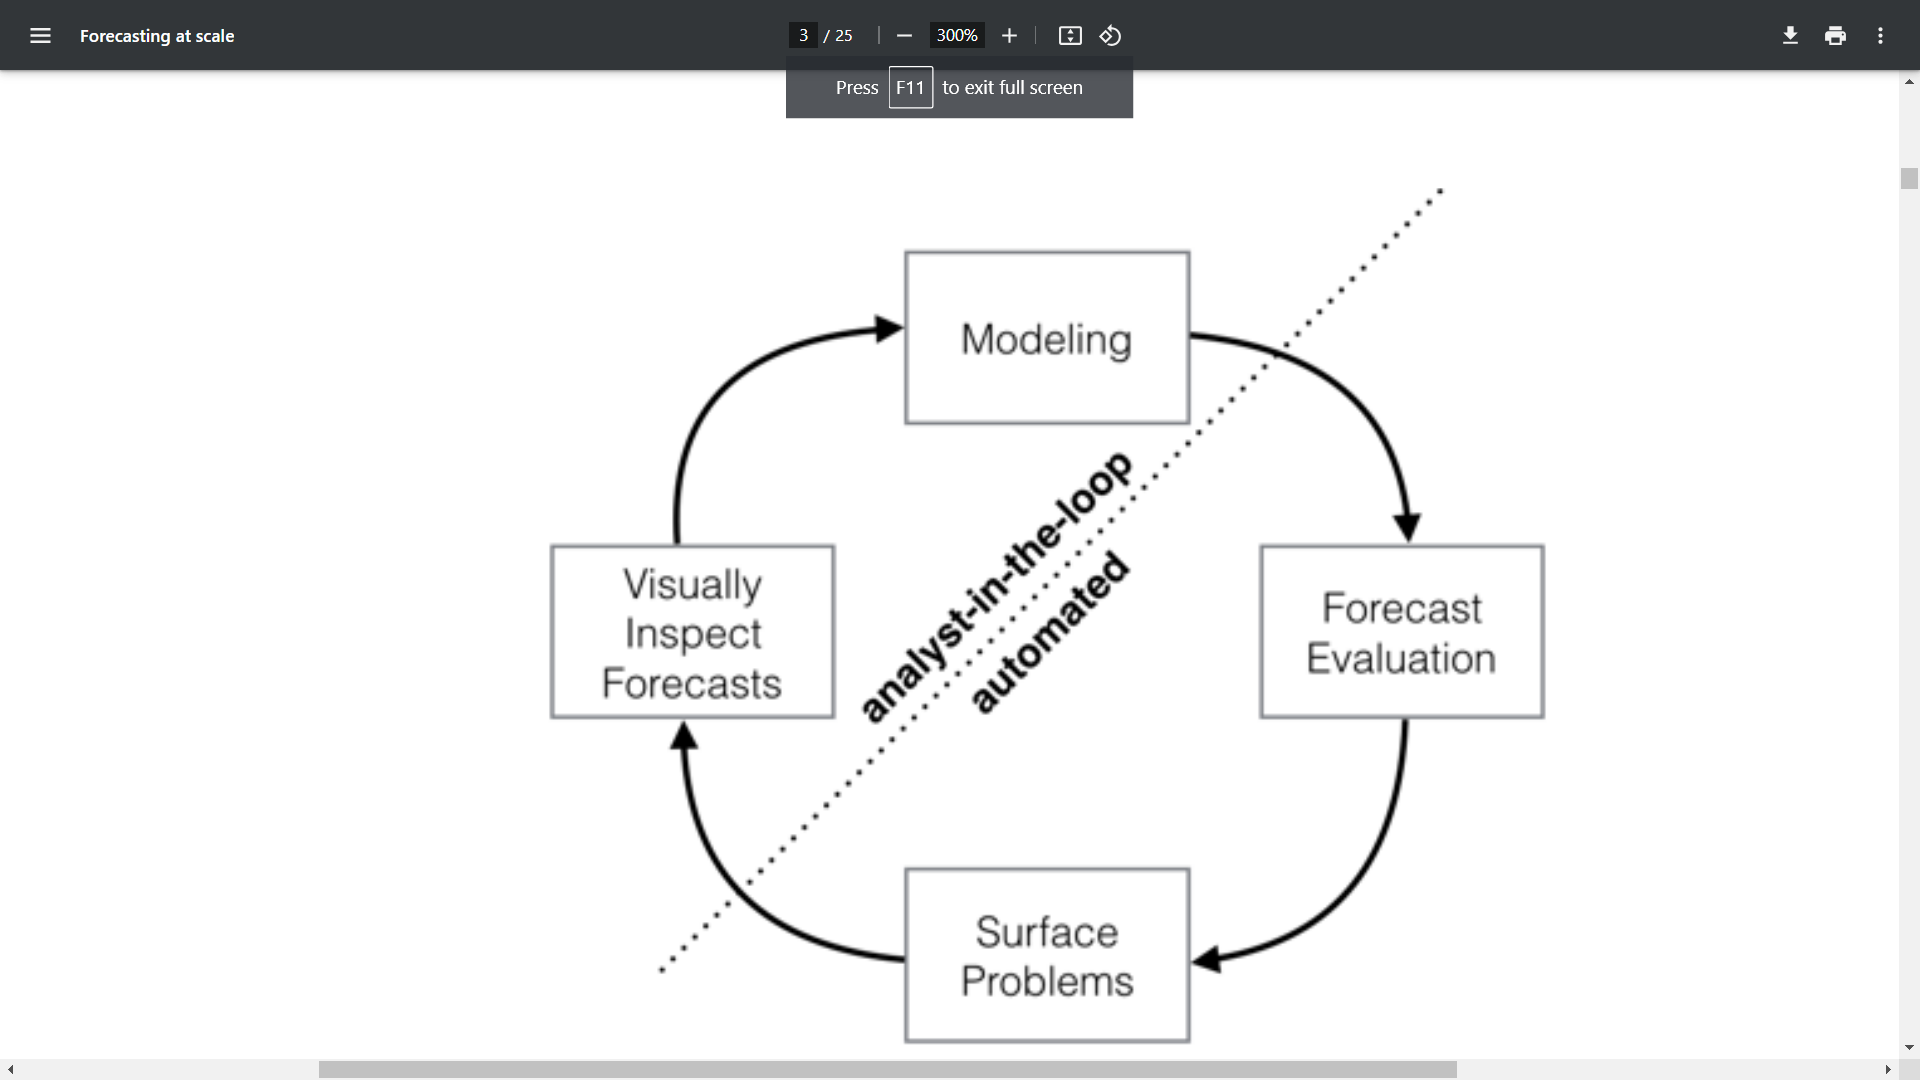 Forecasting at scale
3 / 25
300%
Press F11 to exit full screen
Modeling
analyst-in-the-loop
automated
Visually
Inspect
Forecasts
Forecast
Evaluation
Surface
Problems